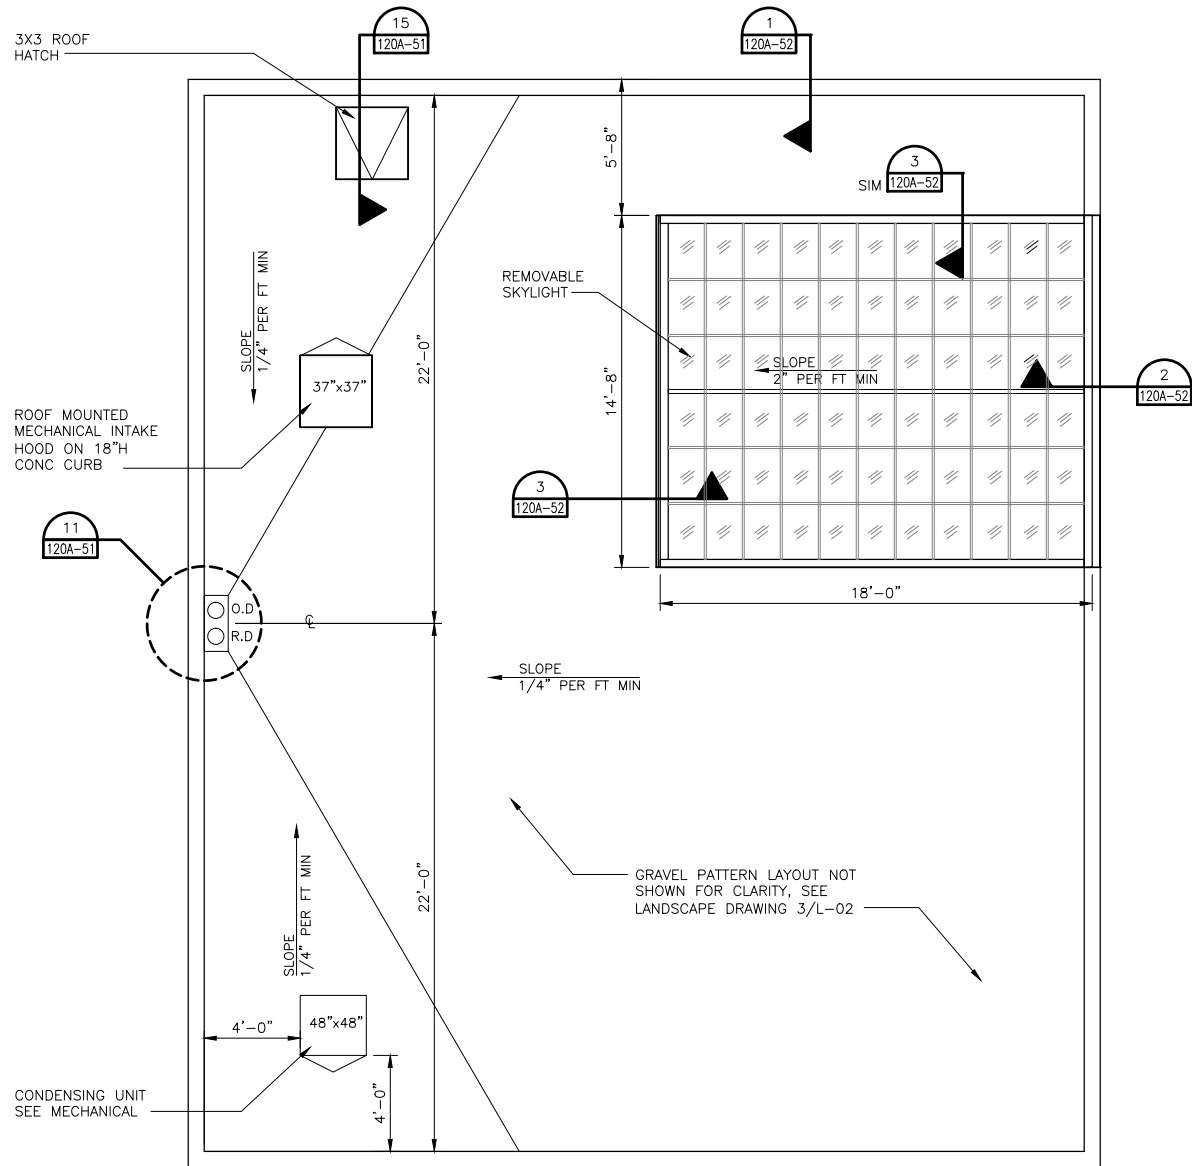 15
120A-51
1
120A-52
3X3 ROOF
HATCH
5'-8"
3
SIM 120A-52
SLOPE
1/4" PER FT MIN
22'-0"
REMOVABLE
SKYLIGHT
37"x37"
14'-8"
SLOPE
2" PER FT MIN
2
120A-52
ROOF MOUNTED
MECHANICAL INTAKE
HOOD ON 18"H
CONC CURB
3
120A-52
11
120A-51
18'-0"
O.D
R.D
℄
SLOPE
1/4" PER FT MIN
SLOPE
1/4" PER FT MIN
22'-0"
GRAVEL PATTERN LAYOUT NOT
SHOWN FOR CLARITY, SEE
LANDSCAPE DRAWING 3/L-02
4'-0"
48"x48"
4'-0"
CONDENSING UNIT
SEE MECHANICAL